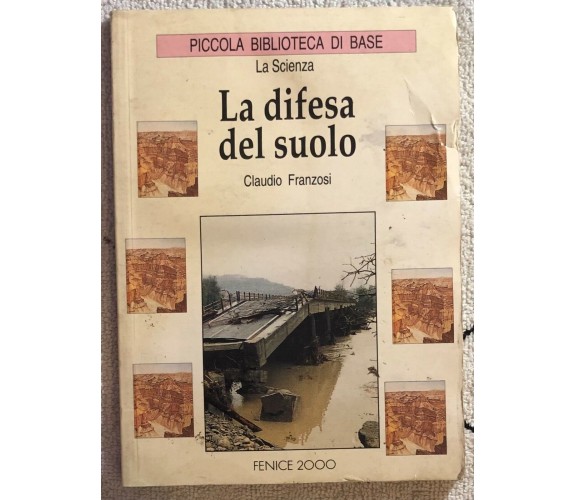 PICCOLA BIBLIOTECA DI BASE
La Scienza
La difesa
del suolo
Claudio Franzosi
FENICE 2000